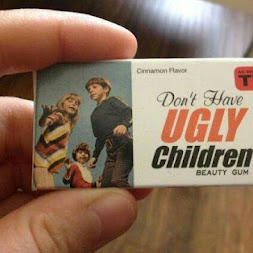 Cinnamon Flavor
Don't Have
UGLY
Children
BEAUTY GUM